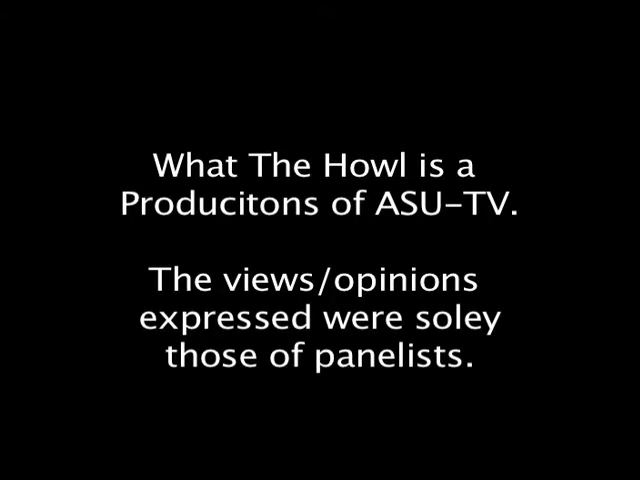 What The Howl is a
Producitons of ASU-TV.
The views/opinions
expressed were soley
those of panelists.